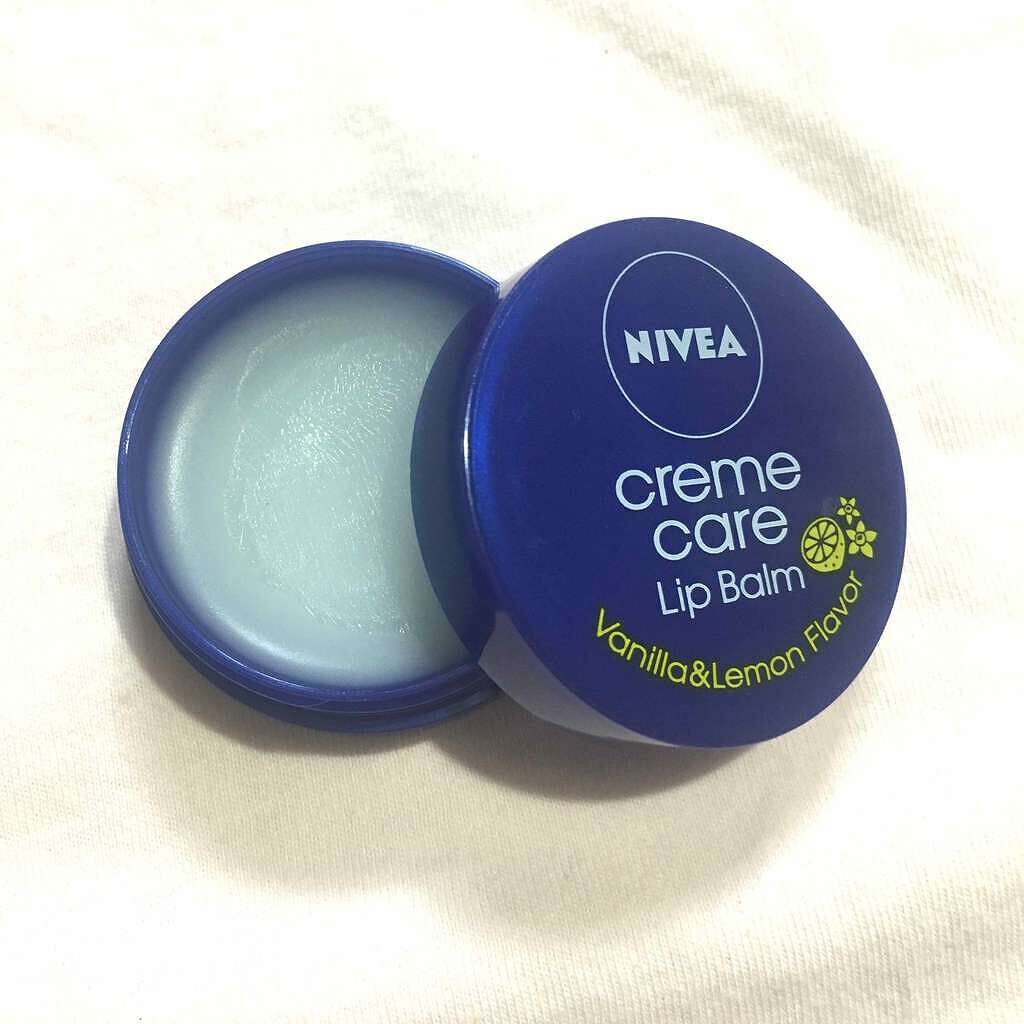 NIVEA
creme
care
Lip Balm
Vanilla&Lemon Flavor